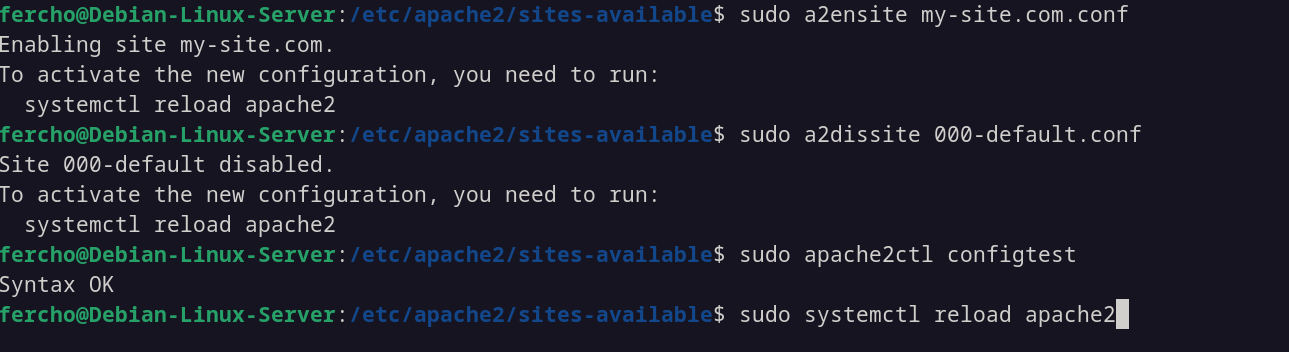 fercho@Debian-Linux-Server:/etc/apache2/sites-available$ sudo a2ensite my-site.com.conf
Enabling site my-site.com.
To activate the new configuration, you need to run:
  systemctl reload apache2
fercho@Debian-Linux-Server:/etc/apache2/sites-available$ sudo a2dissite 000-default.conf
Site 000-default disabled.
To activate the new configuration, you need to run:
  systemctl reload apache2
fercho@Debian-Linux-Server:/etc/apache2/sites-available$ sudo apache2ctl configtest
Syntax OK
fercho@Debian-Linux-Server:/etc/apache2/sites-available$ sudo systemctl reload apache2